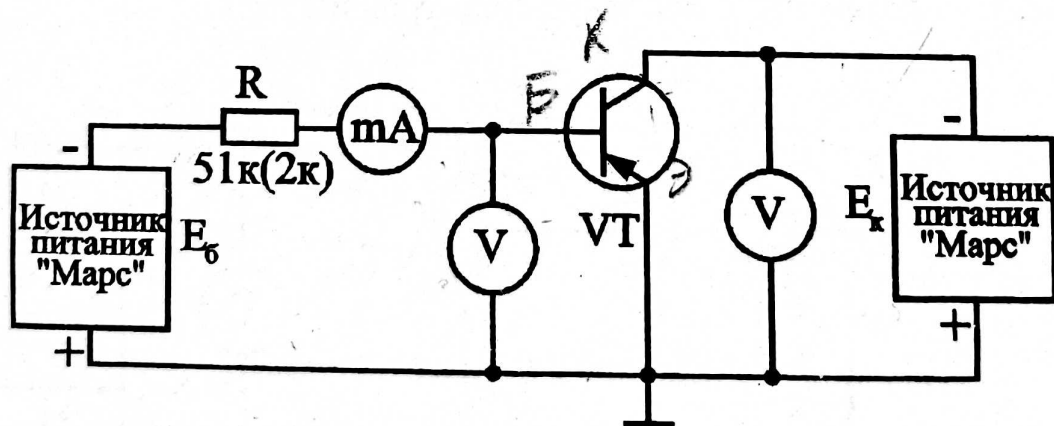 К
R
Б
-
mA
-
51к(2к)
Э
Источник
питания
"Марс"
Eб
V
VT
V
Eк
Источник
питания
"Марс"
+
+